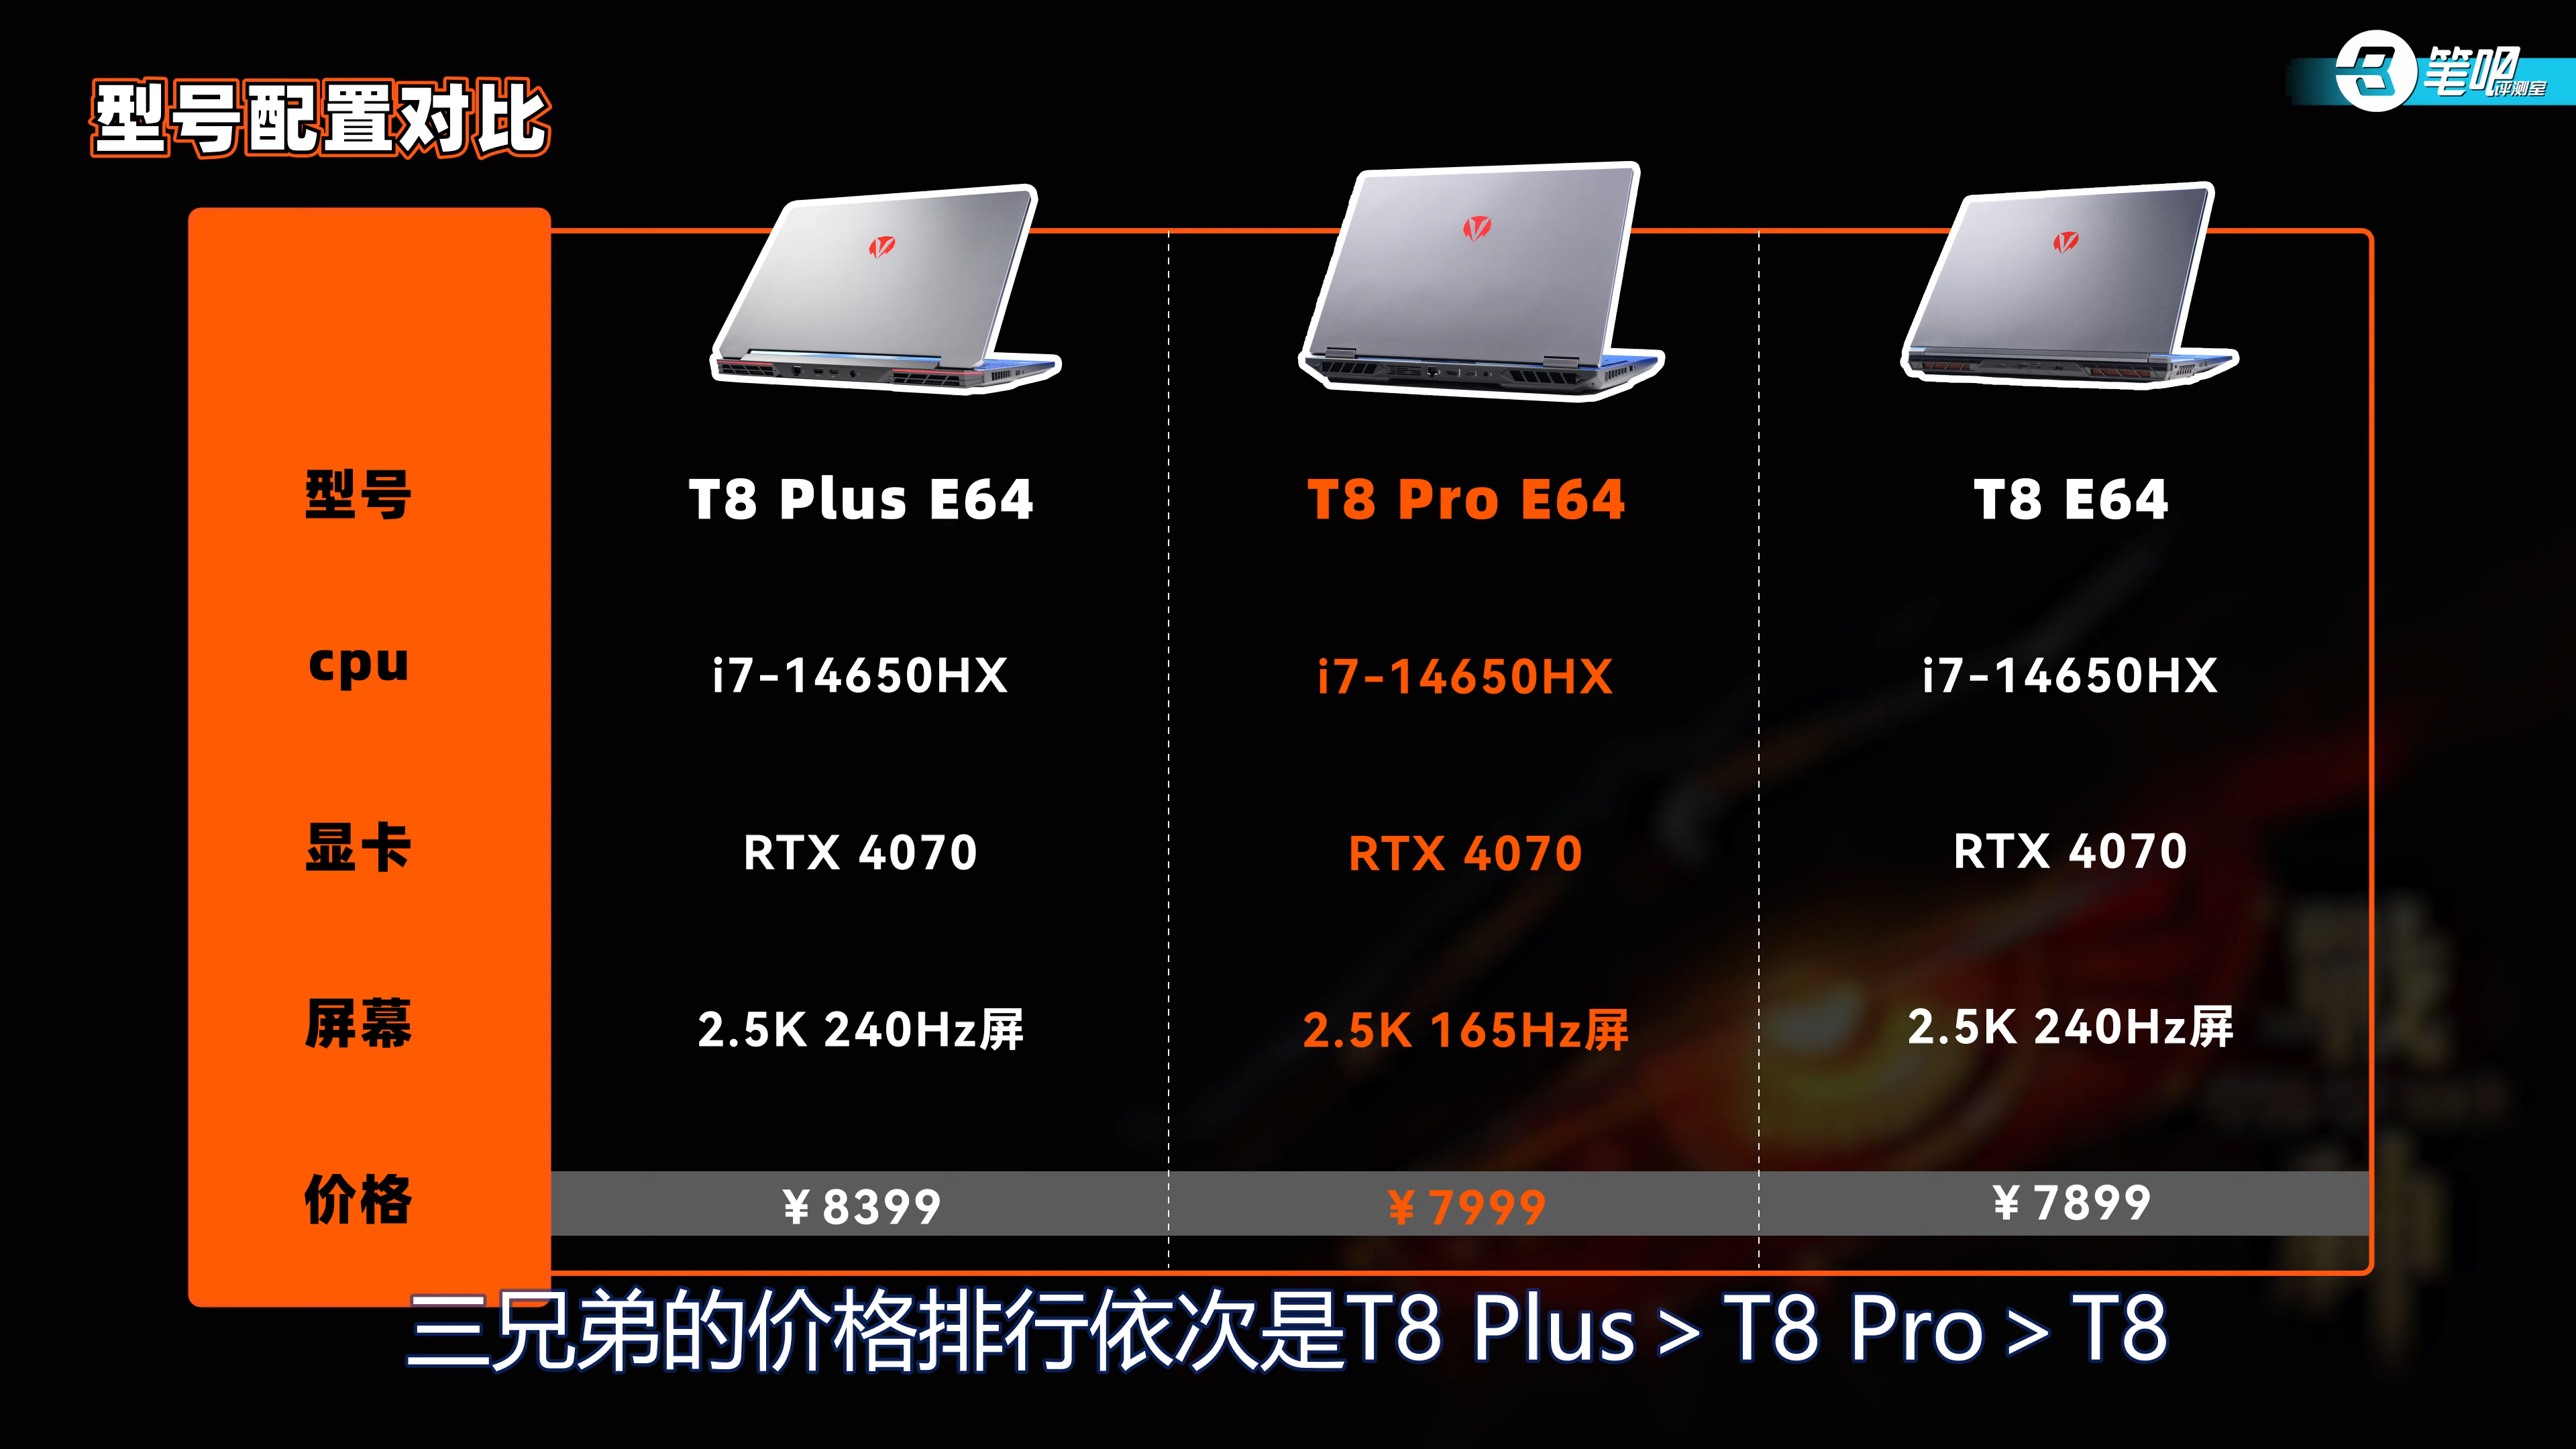 型号配置对比
笔吧评测室
型号 T8 Plus E64 T8 Pro E64 T8 E64
cpu i7-14650HX i7-14650HX i7-14650HX
显卡 RTX 4070 RTX 4070 RTX 4070
屏幕 2.5K 240Hz屏 2.5K 165Hz屏 2.5K 240Hz屏
价格 ¥8399 ¥7999 ¥7899
三兄弟的价格排行依次是T8 Plus＞T8 Pro＞T8